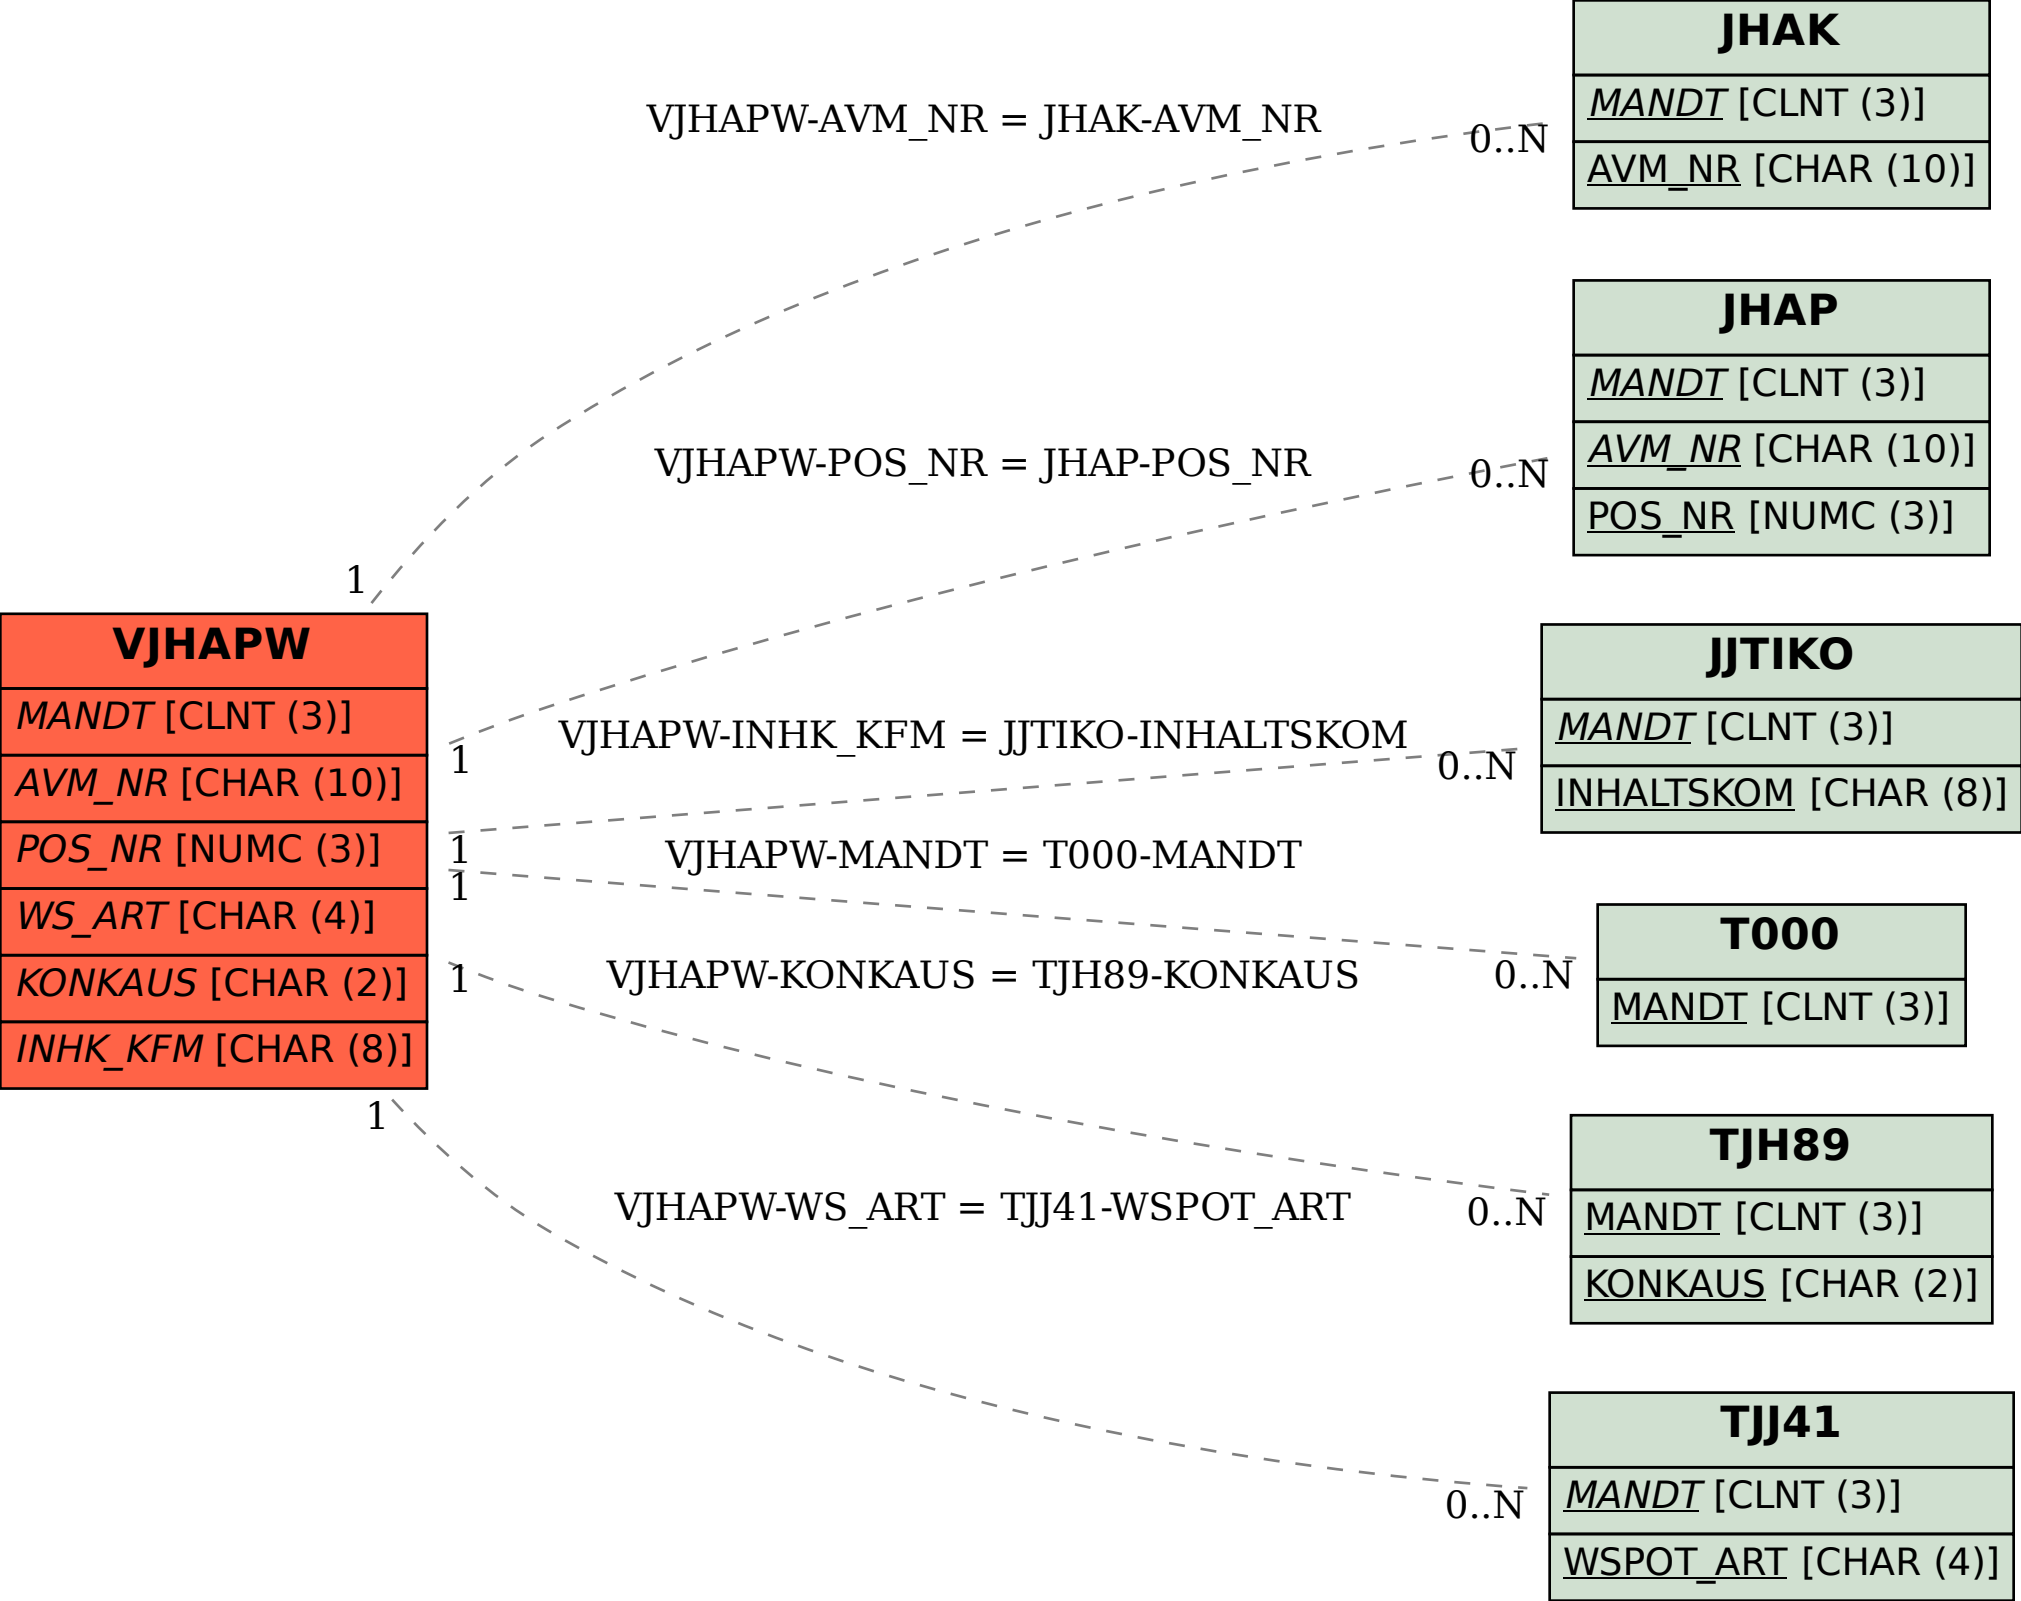 JHAK
MANDT [CLNT (3)]
AVM_NR [CHAR (10)]
VJHAPW-AVM_NR = JHAK-AVM_NR
0..N
1
JHAP
MANDT [CLNT (3)]
AVM_NR [CHAR (10)]
POS_NR [NUMC (3)]
VJHAPW-POS_NR = JHAP-POS_NR
0..N
1
VJHAPW
MANDT [CLNT (3)]
AVM_NR [CHAR (10)]
POS_NR [NUMC (3)]
WS_ART [CHAR (4)]
KONKAUS [CHAR (2)]
INHK_KFM [CHAR (8)]
JJTIKO
MANDT [CLNT (3)]
INHALTSKOM [CHAR (8)]
VJHAPW-INHK_KFM = JJTIKO-INHALTSKOM
0..N
1
VJHAPW-MANDT = T000-MANDT
1
0..N
T000
MANDT [CLNT (3)]
VJHAPW-KONKAUS = TJH89-KONKAUS
1
0..N
TJH89
MANDT [CLNT (3)]
KONKAUS [CHAR (2)]
VJHAPW-WS_ART = TJJ41-WSPOT_ART
1
0..N
TJJ41
MANDT [CLNT (3)]
WSPOT_ART [CHAR (4)]